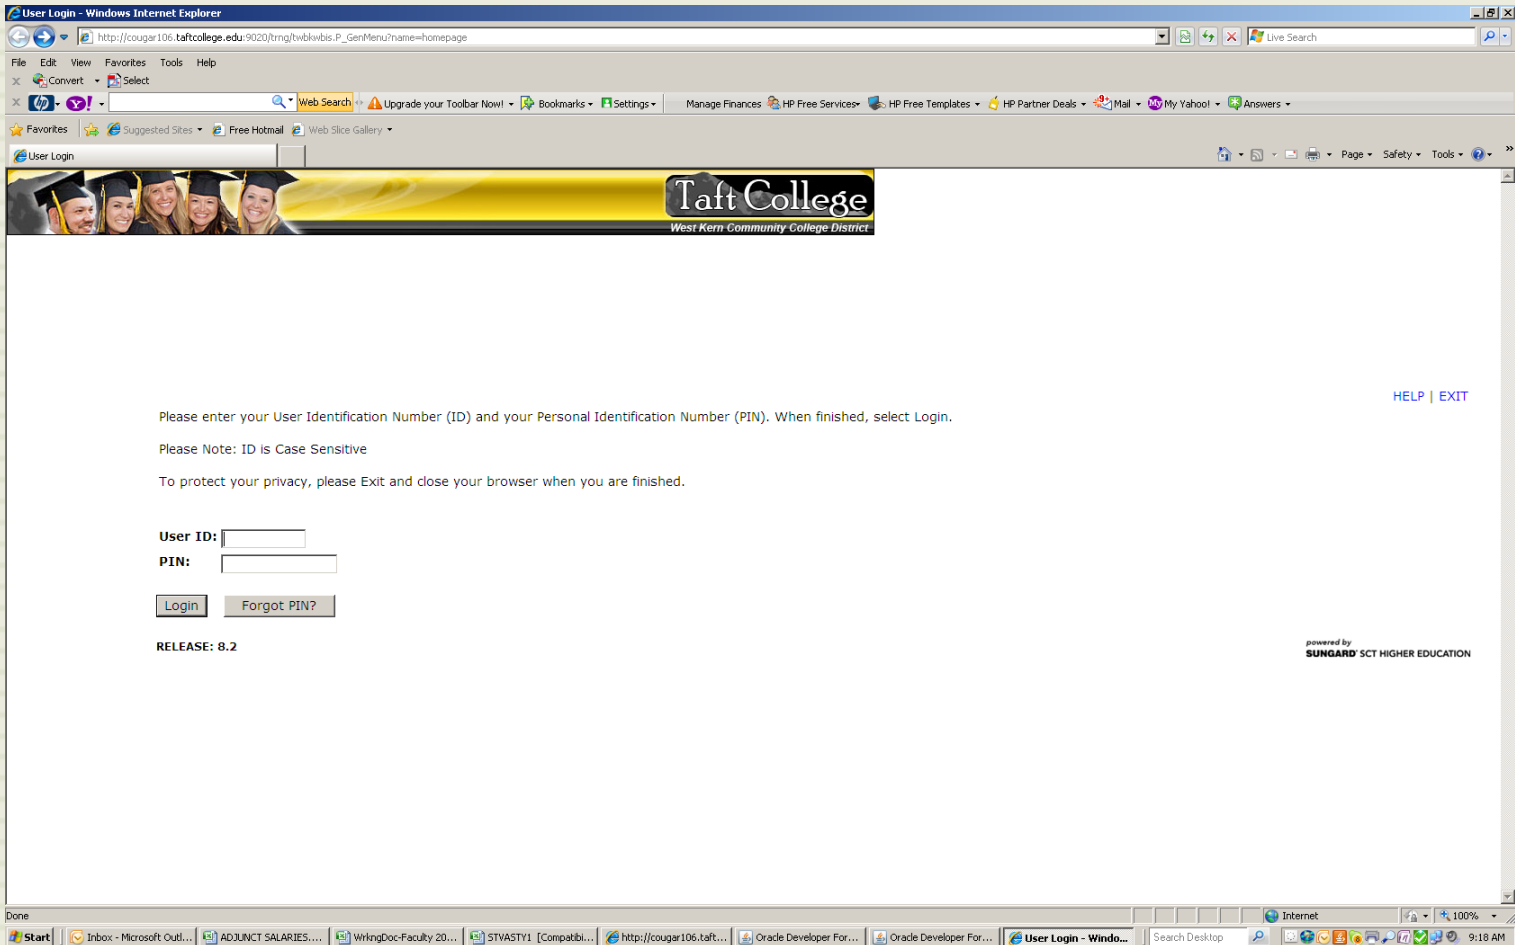 User Login - Windows Internet Explorer
http://cougar106.taftcollege.edu:9020/trng/twbkwbis.P_GenMenu?name=homepage
Live Search
File Edit View Favorites Tools Help
x Convert Select
x Web Search Upgrade your Toolbar Now! Bookmarks Settings Manage Finances HP Free Services HP Free Templates HP Partner Deals Mail My Yahoo! Answers
Favorites Suggested Sites Free Hotmail Web Slice Gallery
User Login
Page Safety Tools
Taft College
West Kern Community College District
HELP | EXIT
Please enter your User Identification Number (ID) and your Personal Identification Number (PIN). When finished, select Login.
Please Note: ID is Case Sensitive
To protect your privacy, please Exit and close your browser when you are finished.
User ID:
PIN:
Login Forgot PIN?
RELEASE: 8.2
powered by
SUNGARD SCT HIGHER EDUCATION
Done Internet 100%
Start Inbox - Microsoft Outl... ADJUNCT SALARIES.... WrkngDoc-Faculty 20... STVASTY1 [Compatibi... http://cougar106.taft... Oracle Developer For... Oracle Developer For... User Login - Windo... Search Desktop 9:18 AM